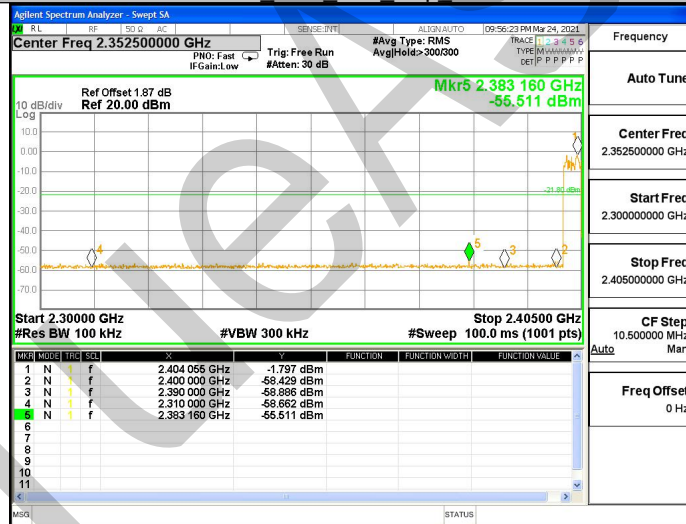 Agilent Spectrum Analyzer - Swept SA
LXI RL RF 50 Ω AC SENSE:INT ALIGN AUTO 09:56:23 PM Mar 24, 2021
Center Freq 2.352500000 GHz
PNO: Fast
IFGain:Low
Trig: Free Run
#Atten: 30 dB
#Avg Type: RMS
Avg|Hold:>300/300
TRACE 1 2 3 4 5 6
TYPE M
DET P P P P P P
Frequency
Auto Tune
Ref Offset 1.87 dB
Ref 20.00 dBm
10 dB/div
Log
Mkr5 2.383 160 GHz
-55.511 dBm
10.0
0.00
-10.0
-20.0
-30.0
-40.0
-50.0
-60.0
-70.0
-21.80 dBm
1
4
5
3
2
Center Freq
2.352500000 GHz
Start Freq
2.300000000 GHz
Stop Freq
2.405000000 GHz
Start 2.30000 GHz
#Res BW 100 kHz
#VBW 300 kHz
Stop 2.40500 GHz
#Sweep 100.0 ms (1001 pts)
CF Step
10.500000 MHz
Auto Man
Freq Offset
0 Hz
MKR MODE TRC SCL X Y FUNCTION FUNCTION WIDTH FUNCTION VALUE
1 N 1 f 2.404 055 GHz -1.797 dBm
2 N 1 f 2.400 000 GHz -58.429 dBm
3 N 1 f 2.390 000 GHz -58.886 dBm
4 N 1 f 2.310 000 GHz -58.662 dBm
5 N 1 f 2.383 160 GHz -55.511 dBm
6
7
8
9
10
11
MSG STATUS